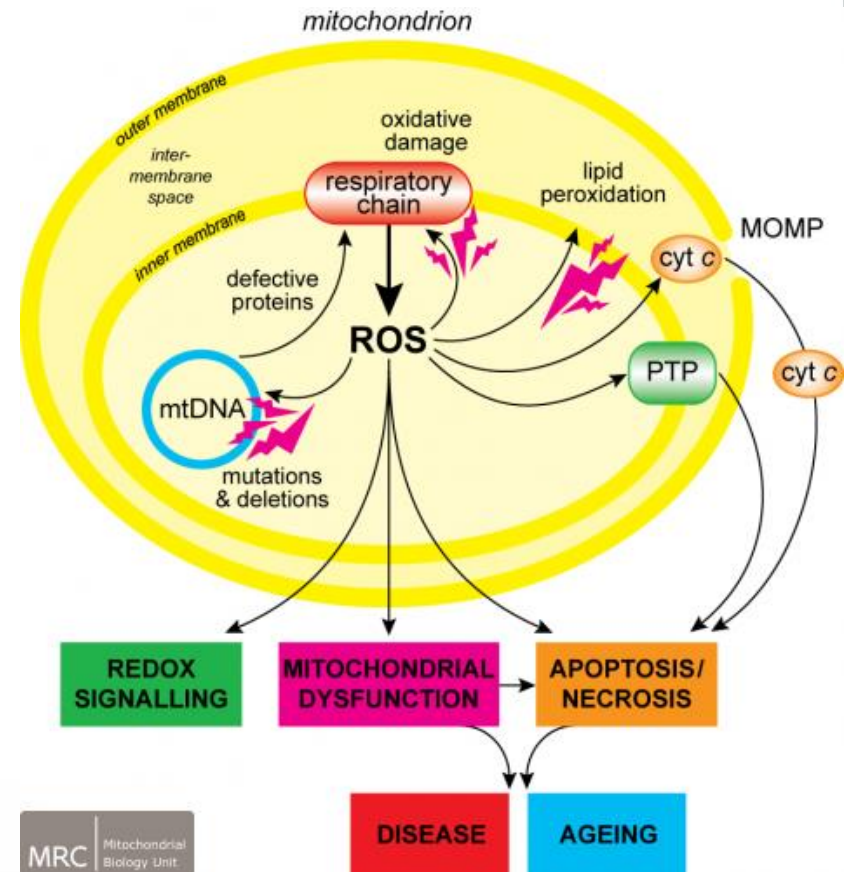 mitochondrion
outer membrane
inter-
membrane
space
inner membrane
oxidative
damage
respiratory
chain
lipid
peroxidation
MOMP
cyt c
defective
proteins
ROS
PTP
cyt c
mtDNA
mutations
& deletions
REDOX
SIGNALLING
MITOCHONDRIAL
DYSFUNCTION
APOPTOSIS/
NECROSIS
DISEASE
AGEING
MRC
Mitochondrial
Biology Unit